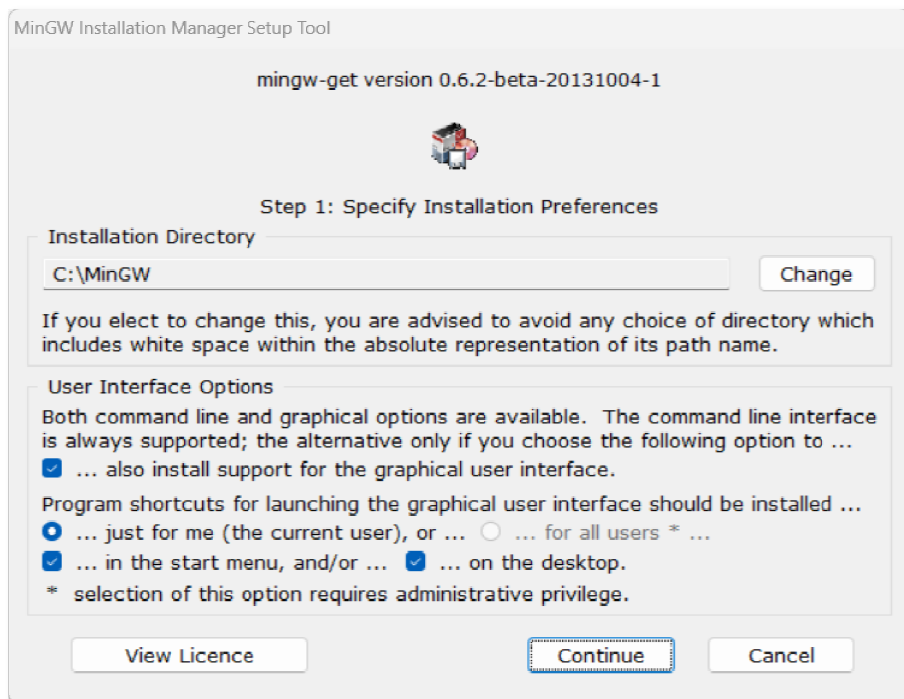 MinGW Installation Manager Setup Tool
mingw-get version 0.6.2-beta-20131004-1
Step 1: Specify Installation Preferences
Installation Directory
C:\MinGW
Change
If you elect to change this, you are advised to avoid any choice of directory which
includes white space within the absolute representation of its path name.
User Interface Options
Both command line and graphical options are available.  The command line interface
is always supported; the alternative only if you choose the following option to ...
... also install support for the graphical user interface.
Program shortcuts for launching the graphical user interface should be installed ...
... just for me (the current user), or ... ... for all users * ...
... in the start menu, and/or ... ... on the desktop.
* selection of this option requires administrative privilege.
View Licence Continue Cancel